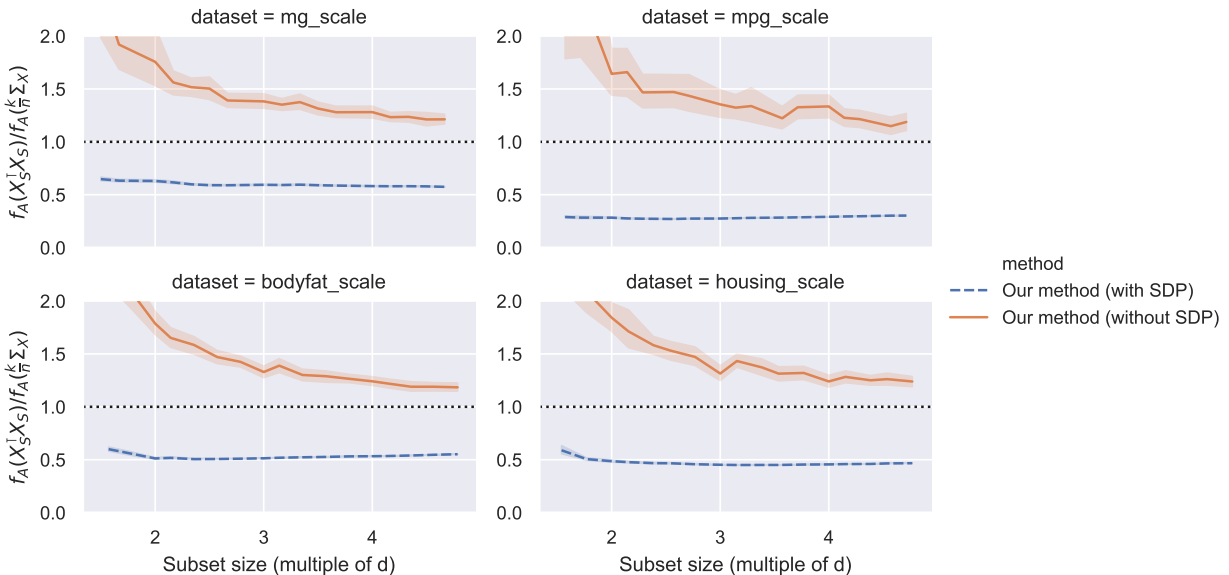 dataset = mg_scale
dataset = mpg_scale
2.0
1.5
1.0
0.5
0.0
f_A(X_S^⊺X_S)/f_A(\frac{k}{n}Σ_X)
2.0
1.5
1.0
0.5
0.0
dataset = bodyfat_scale
dataset = housing_scale
2.0
1.5
1.0
0.5
0.0
f_A(X_S^⊺X_S)/f_A(\frac{k}{n}Σ_X)
2.0
1.5
1.0
0.5
0.0
2 3 4
Subset size (multiple of d)
2 3 4
Subset size (multiple of d)
method
Our method (with SDP)
Our method (without SDP)